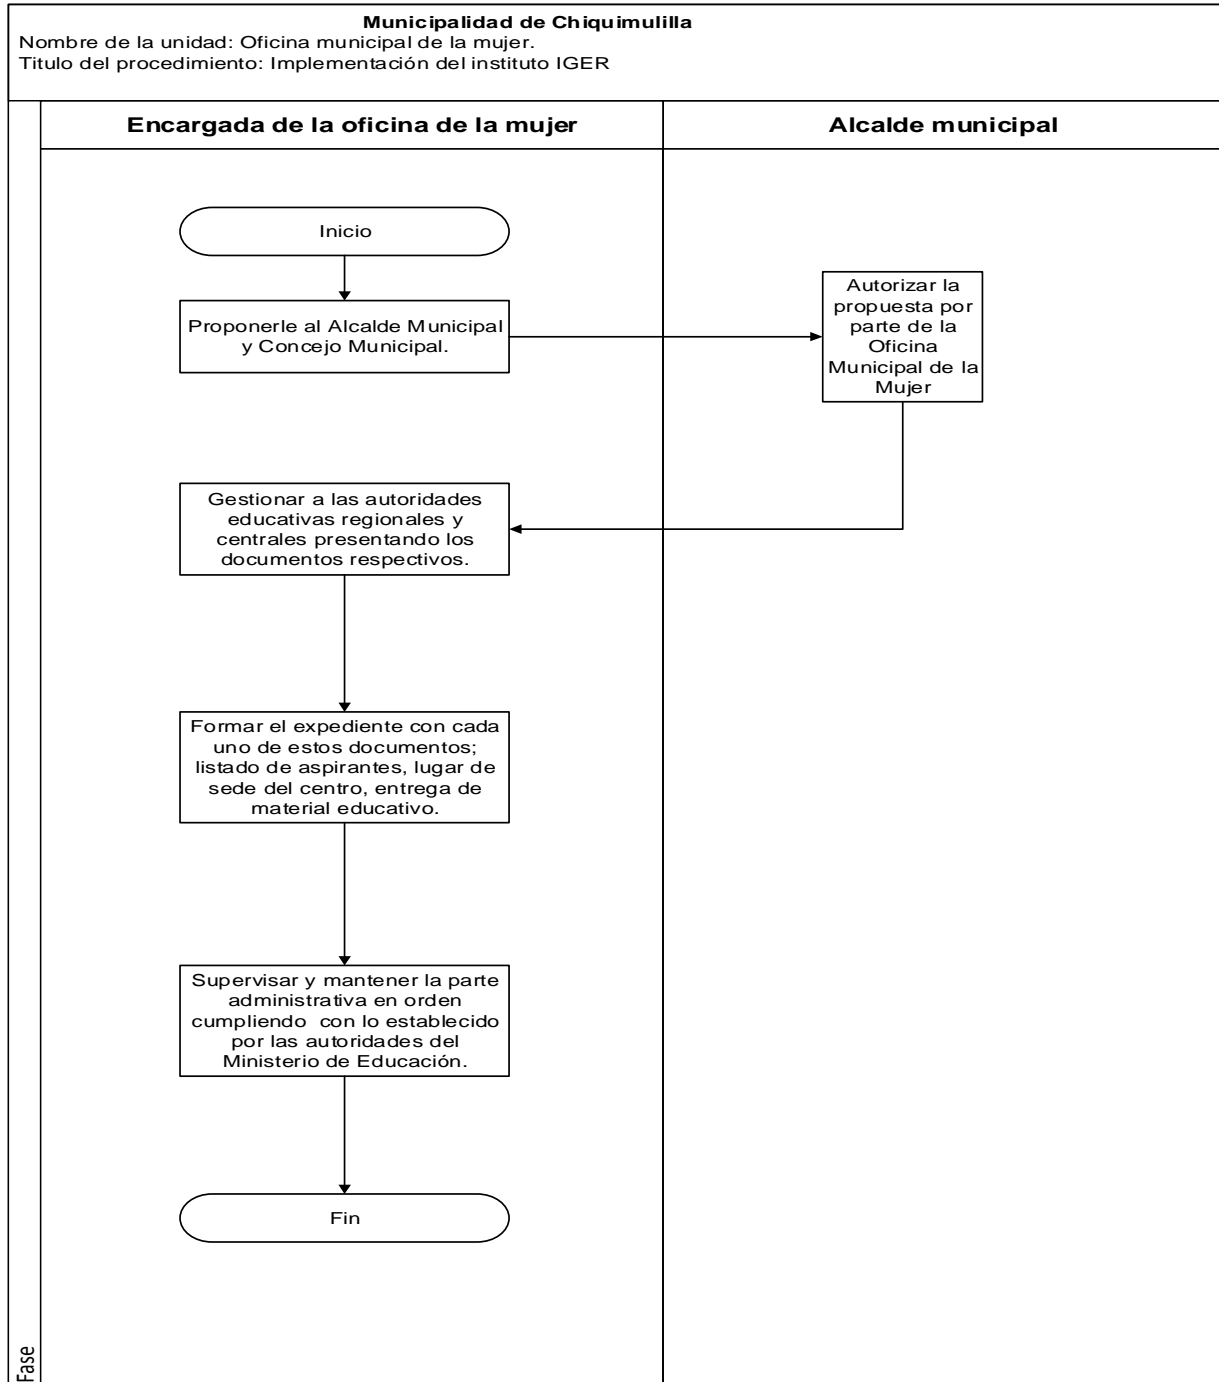 Municipalidad de Chiquimulilla
Nombre de la unidad: Oficina municipal de la mujer.
Titulo del procedimiento: Implementación del instituto IGER
Encargada de la oficina de la mujer
Alcalde municipal
Inicio
Proponerle al Alcalde Municipal
y Concejo Municipal.
Autorizar la
propuesta por
parte de la
Oficina
Municipal de la
Mujer
Gestionar a las autoridades
educativas regionales y
centrales presentando los
documentos respectivos.
Formar el expediente con cada
uno de estos documentos;
listado de aspirantes, lugar de
sede del centro, entrega de
material educativo.
Supervisar y mantener la parte
administrativa en orden
cumpliendo  con lo establecido
por las autoridades del
Ministerio de Educación.
Fin
Fase